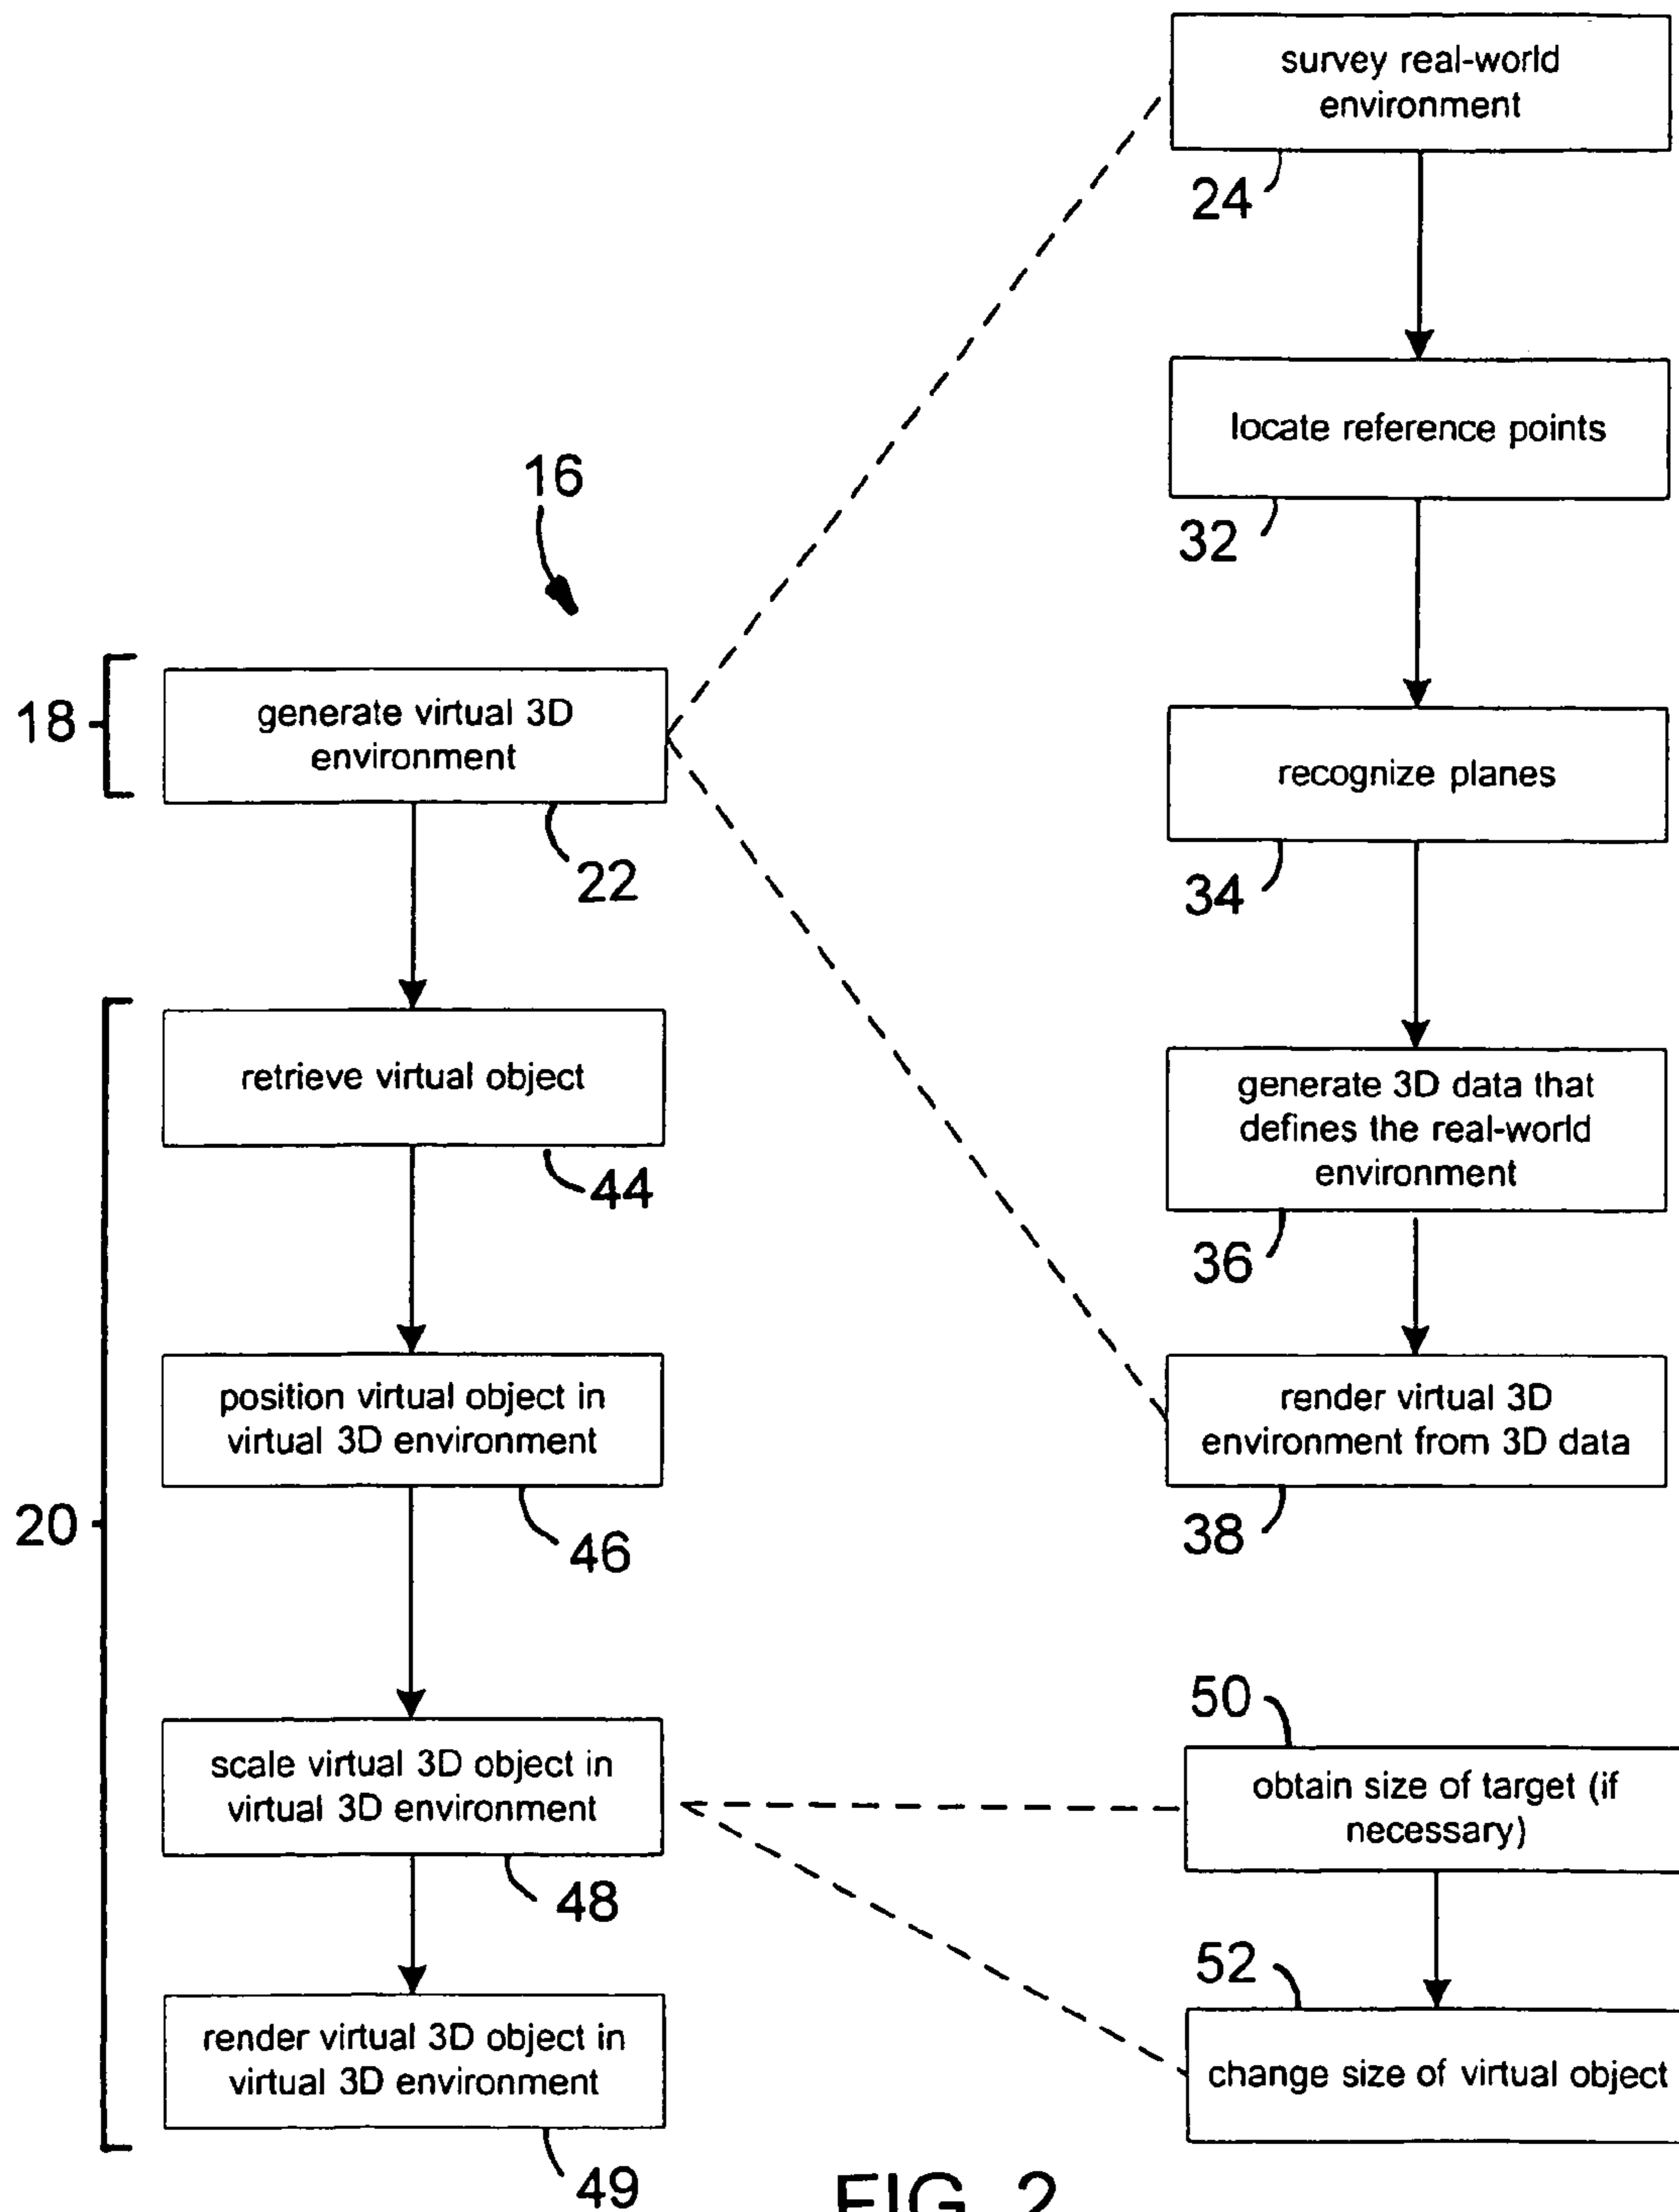 survey real-world
environment
24
locate reference points
32
16
18
generate virtual 3D
environment
22
recognize planes
34
retrieve virtual object
44
generate 3D data that
defines the real-world
environment
36
position virtual object in
virtual 3D environment
46
render virtual 3D
environment from 3D data
38
20
scale virtual 3D object in
virtual 3D environment
48
50
obtain size of target (if
necessary)
52
change size of virtual object
render virtual 3D object in
virtual 3D environment
49
FIG. 2